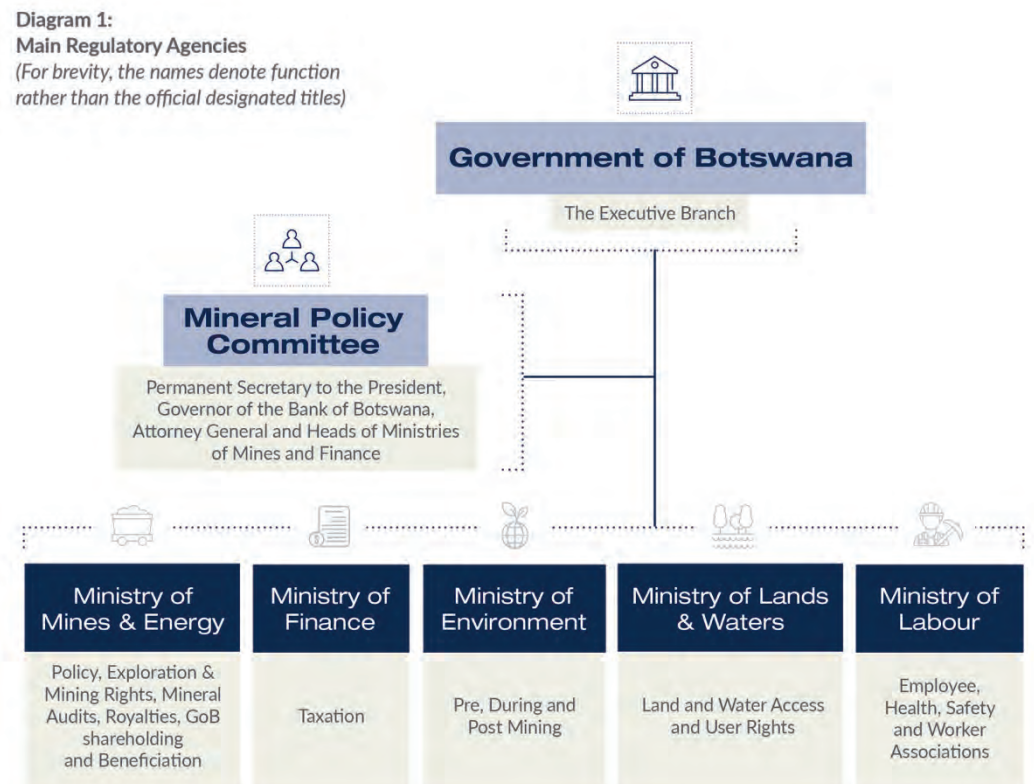 Diagram 1:
Main Regulatory Agencies
(For brevity, the names denote function
rather than the official designated titles)
Government of Botswana
The Executive Branch
Mineral Policy
Committee
Permanent Secretary to the President,
Governor of the Bank of Botswana,
Attorney General and Heads of Ministries
of Mines and Finance
Ministry of
Mines & Energy
Policy, Exploration &
Mining Rights, Mineral
Audits, Royalties, GoB
shareholding
and Beneficiation
Ministry of
Finance
Taxation
Ministry of
Environment
Pre, During and
Post Mining
Ministry of Lands
& Waters
Land and Water Access
and User Rights
Ministry of
Labour
Employee,
Health, Safety
and Worker
Associations